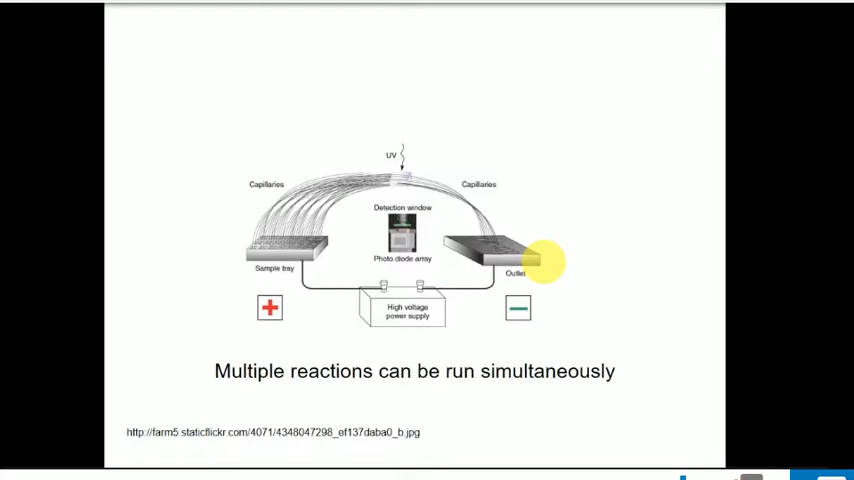 UV
Capillaries
Capillaries
Detection window
Photo diode array
Sample tray
Outlet
+
−
High voltage
power supply
Multiple reactions can be run simultaneously
http://farm5.staticflickr.com/4071/4348047298_ef137daba0_b.jpg